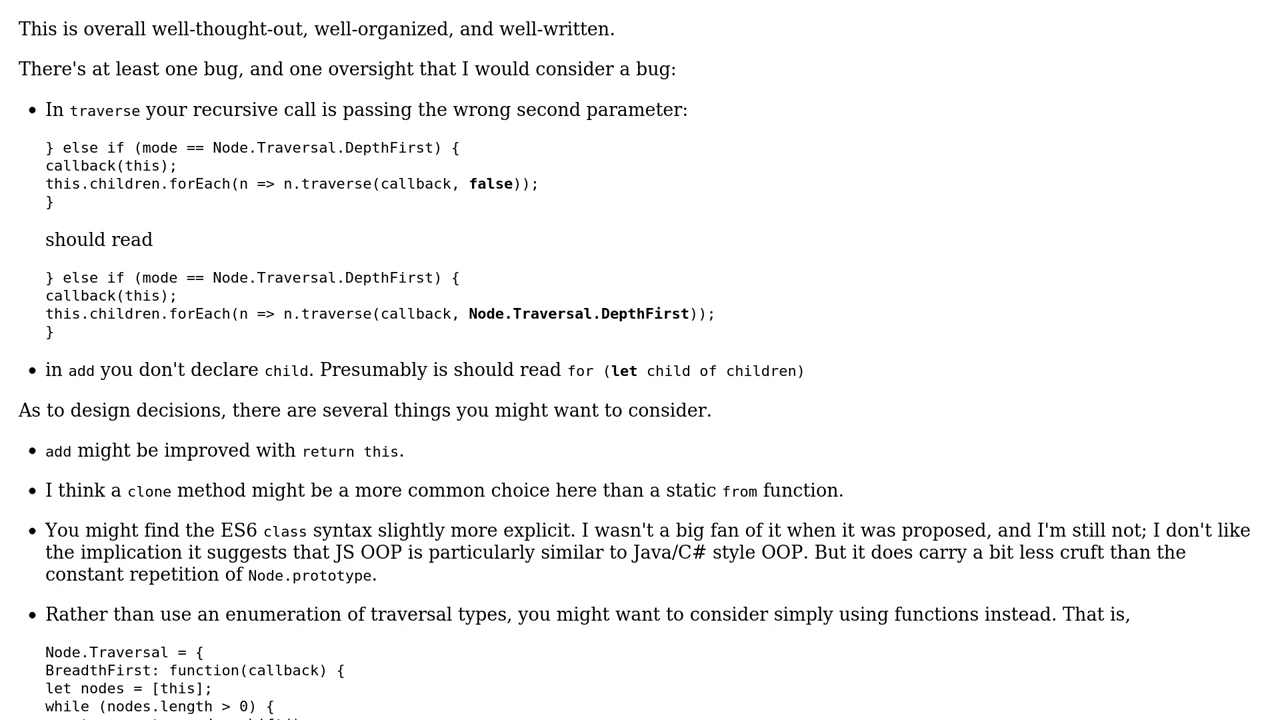 This is overall well-thought-out, well-organized, and well-written.
There's at least one bug, and one oversight that I would consider a bug:
• In traverse your recursive call is passing the wrong second parameter:
} else if (mode == Node.Traversal.DepthFirst) {
callback(this);
this.children.forEach(n => n.traverse(callback, false));
}
should read
} else if (mode == Node.Traversal.DepthFirst) {
callback(this);
this.children.forEach(n => n.traverse(callback, Node.Traversal.DepthFirst));
}
• in add you don't declare child. Presumably is should read for (let child of children)
As to design decisions, there are several things you might want to consider.
• add might be improved with return this.
• I think a clone method might be a more common choice here than a static from function.
• You might find the ES6 class syntax slightly more explicit. I wasn't a big fan of it when it was proposed, and I'm still not; I don't like
the implication it suggests that JS OOP is particularly similar to Java/C# style OOP. But it does carry a bit less cruft than the
constant repetition of Node.prototype.
• Rather than use an enumeration of traversal types, you might want to consider simply using functions instead. That is,
Node.Traversal = {
BreadthFirst: function(callback) {
let nodes = [this];
while (nodes.length > 0) {